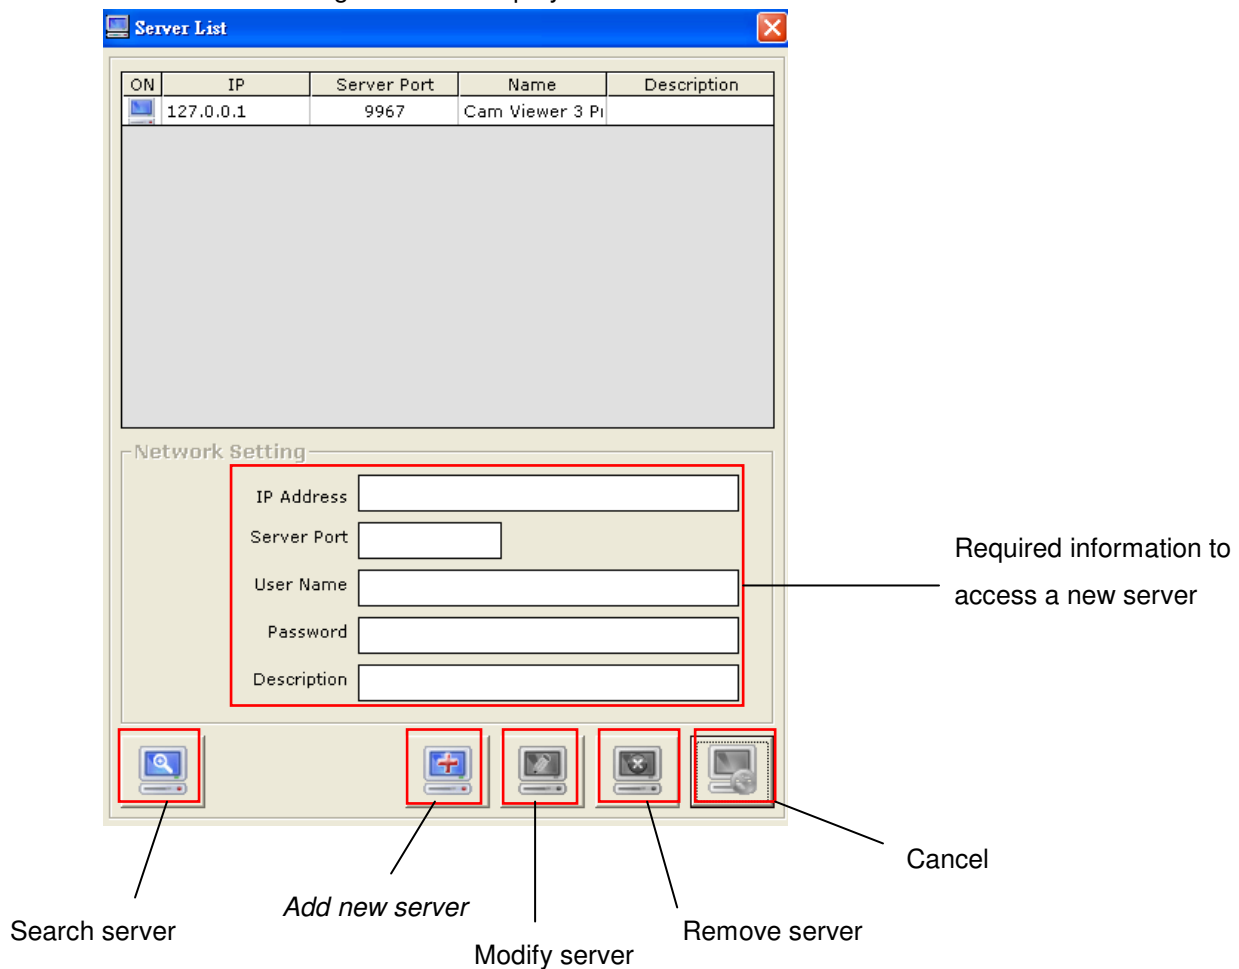 Server List
ON IP Server Port Name Description
127.0.0.1 9967 Cam Viewer 3
Network Setting
IP Address
Server Port
User Name
Password
Description
Required information to
access a new server
Cancel
Add new server
Search server
Remove server
Modify server